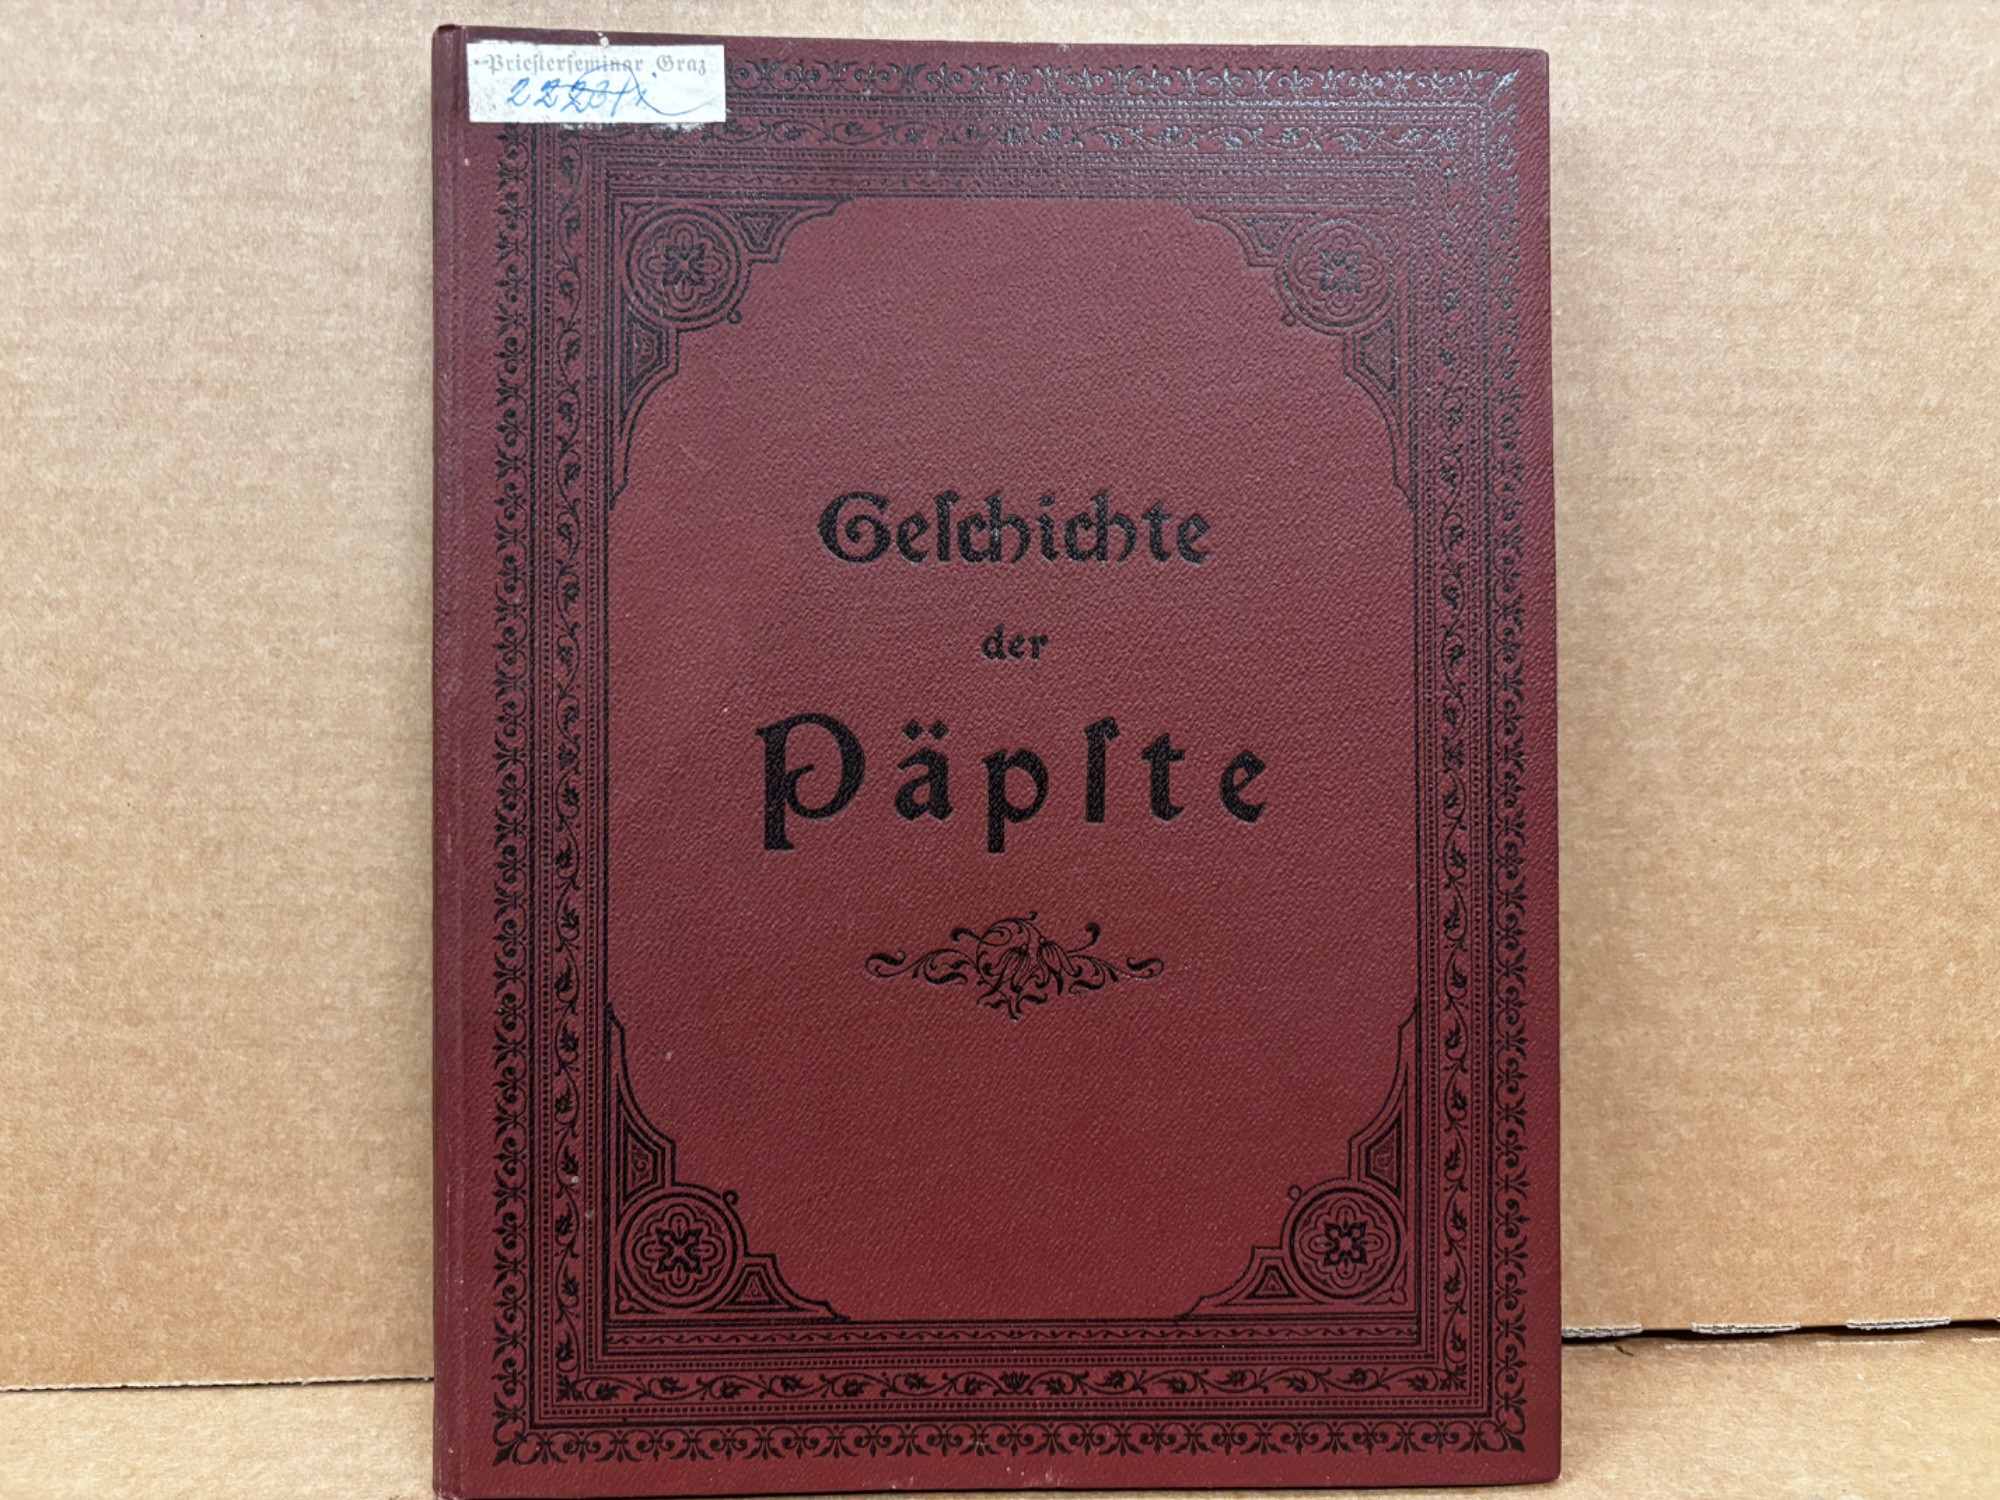 Priesterseminar Graz
Geschichte
der
Päpste